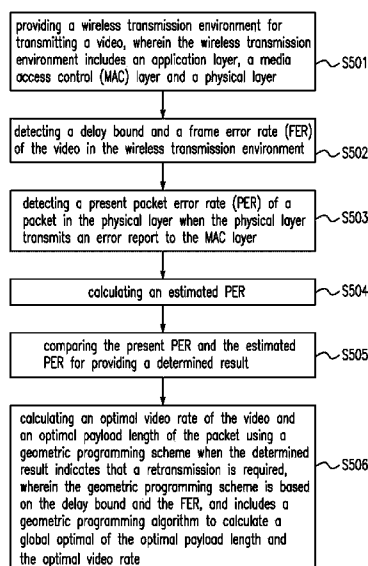 providing a wireless transmission environment for
transmitting a video, wherein the wireless transmission
environment includes an application layer, a media
access control (MAC) layer and a physical layer
S501
detecting a delay bound and a frame error rate (FER)
of the video in the wireless transmission environment
S502
detecting a present packet error rate (PER) of a
packet in the physical layer when the physical layer
transmits an error report to the MAC layer
S503
calculating an estimated PER
S504
comparing the present PER and the estimated
PER for providing a determined result
S505
calculating an optimal video rate of the video and
an optimal payload length of the packet using a
geometric programming scheme when the determined
result indicates that a retransmission is required,
wherein the geometric programming scheme is based
on the delay bound and the FER, and includes a
geometric programming algorithm to calculate a
global optimal of the optimal payload length and
the optimal video rate
S506